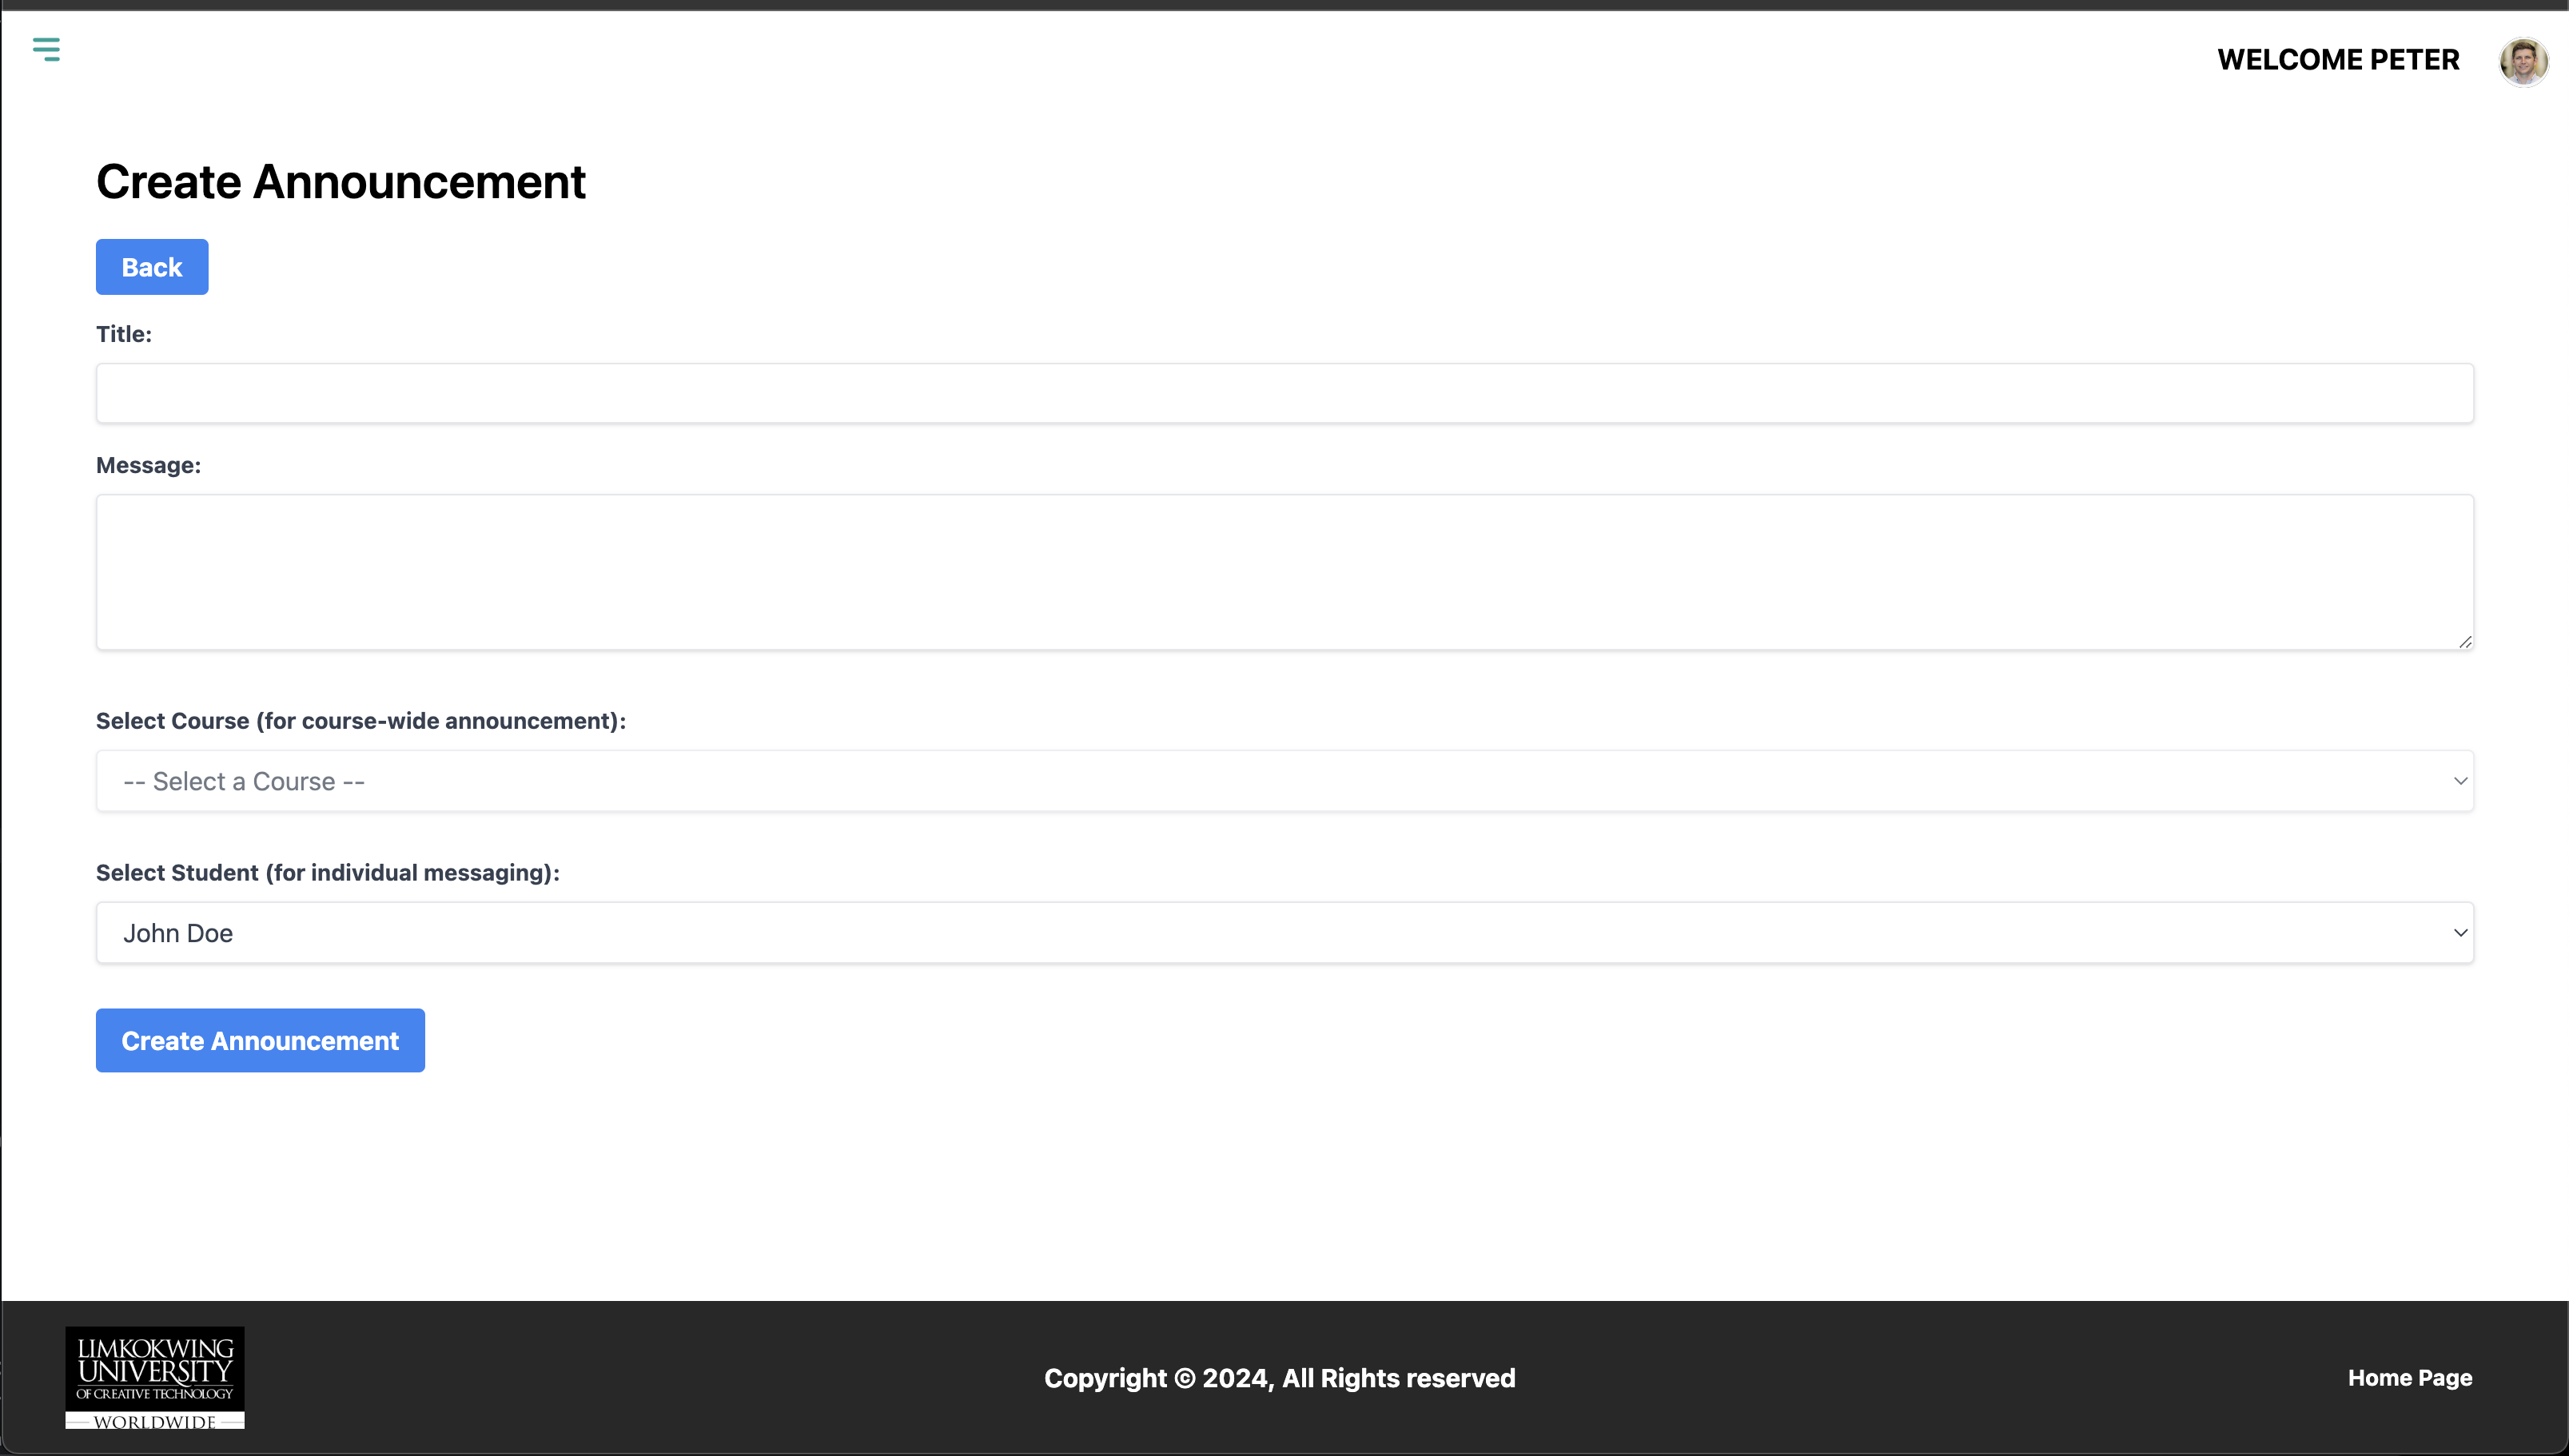 WELCOME PETER
Create Announcement
Back
Title:
Message:
Select Course (for course-wide announcement):
-- Select a Course --
Select Student (for individual messaging):
John Doe
Create Announcement
LIMKOKWING
UNIVERSITY
OF CREATIVE TECHNOLOGY
WORLDWIDE
Copyright © 2024, All Rights reserved
Home Page